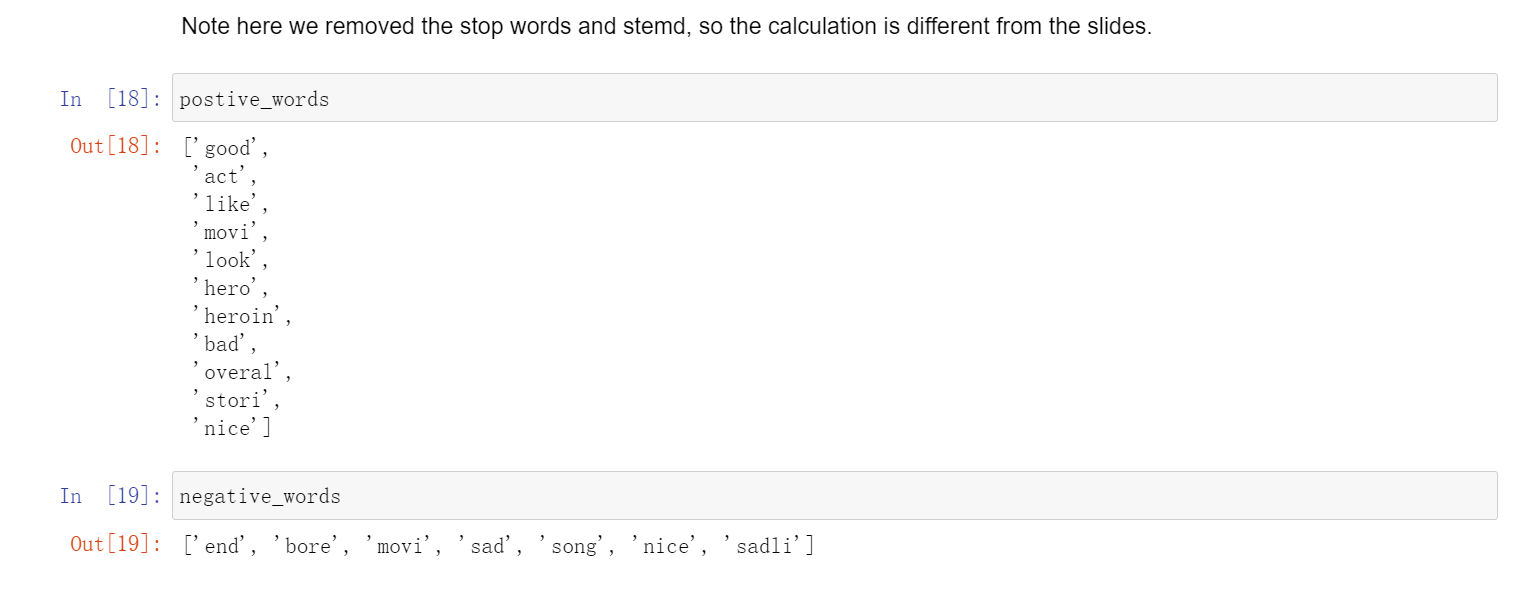 Note here we removed the stop words and stemd, so the calculation is different from the slides.
In [18]: postive_words
Out[18]: ['good',
'act',
'like',
'movi',
'look',
'hero',
'heroin',
'bad',
'overal',
'stori',
'nice']
In [19]: negative_words
Out[19]: ['end', 'bore', 'movi', 'sad', 'song', 'nice', 'sadli']